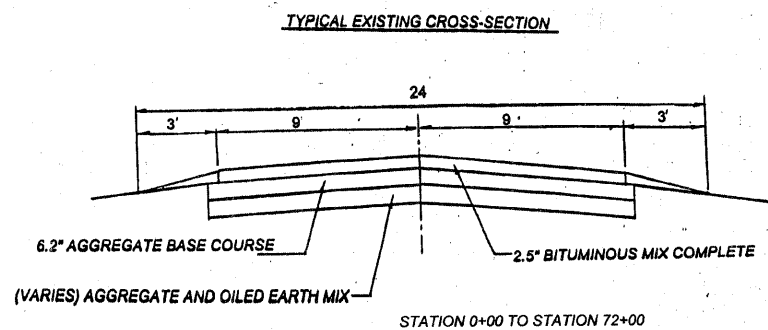 TYPICAL EXISTING CROSS-SECTION
24
3' 9 9 ' 3'
6.2" AGGREGATE BASE COURSE
2.5" BITUMINOUS MIX COMPLETE
(VARIES) AGGREGATE AND OILED EARTH MIX
STATION 0+00 TO STATION 72+00